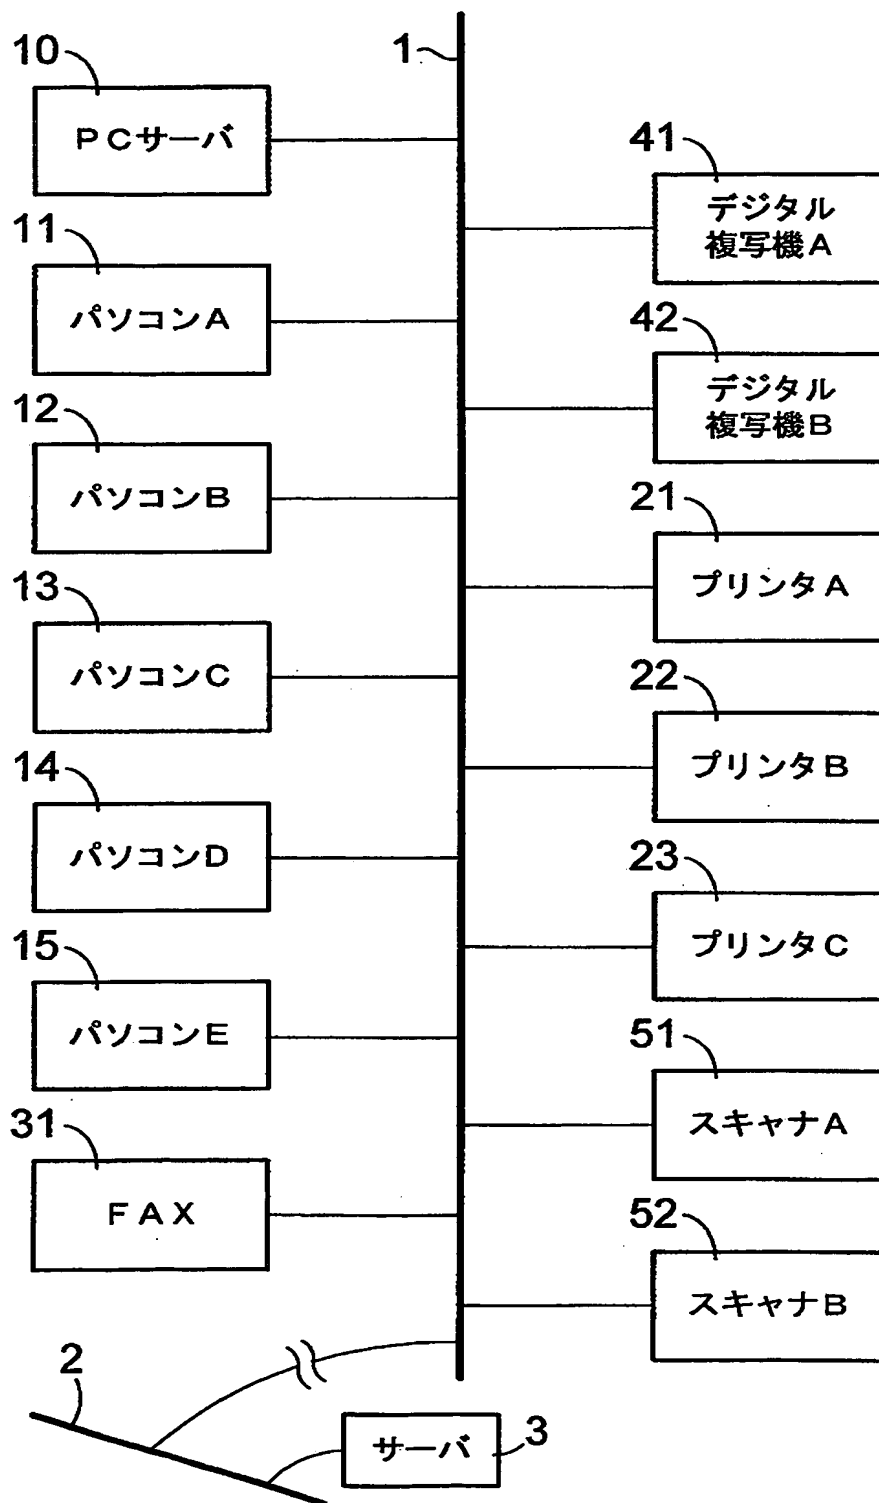 10
PCサーバ
11
パソコンA
12
パソコンB
13
パソコンC
14
パソコンD
15
パソコンE
31
FAX
1
41
デジタル
複写機A
42
デジタル
複写機B
21
プリンタA
22
プリンタB
23
プリンタC
51
スキャナA
52
スキャナB
2
サーバ
3